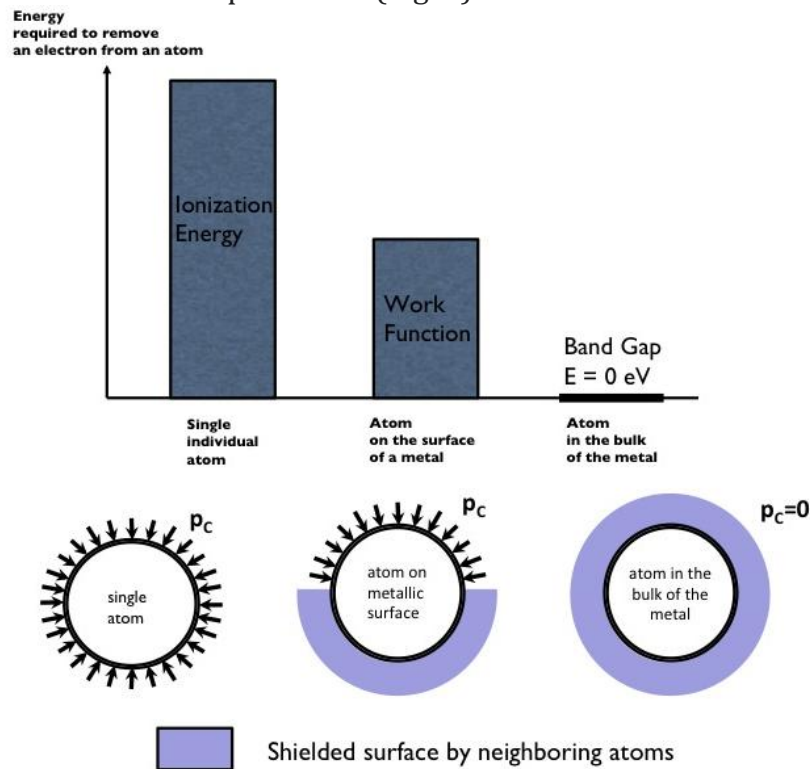 Energy
required to remove
an electron from an atom
Ionization
Energy
Work
Function
Band Gap
E = 0 eV
Single
individual
atom
Atom
on the surface
of a metal
Atom
in the bulk
of the metal
pC
single
atom
pC
atom on
metallic
surface
pC=0
atom in the
bulk of the
metal
Shielded surface by neighboring atoms